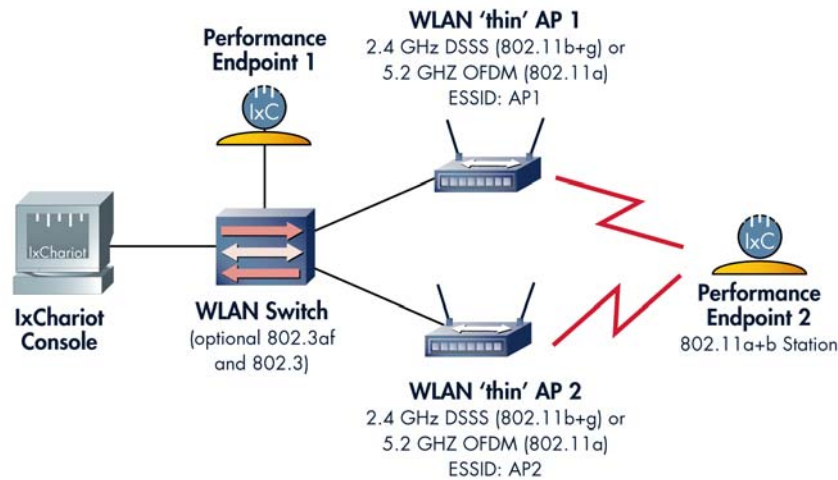 WLAN 'thin' AP 1
2.4 GHz DSSS (802.11b+g) or
5.2 GHZ OFDM (802.11a)
ESSID: AP1
Performance
Endpoint 1
IxC
IxChariot
IxChariot
Console
WLAN Switch
(optional 802.3af
and 802.3)
IxC
Performance
Endpoint 2
802.11a+b Station
WLAN 'thin' AP 2
2.4 GHz DSSS (802.11b+g) or
5.2 GHZ OFDM (802.11a)
ESSID: AP2